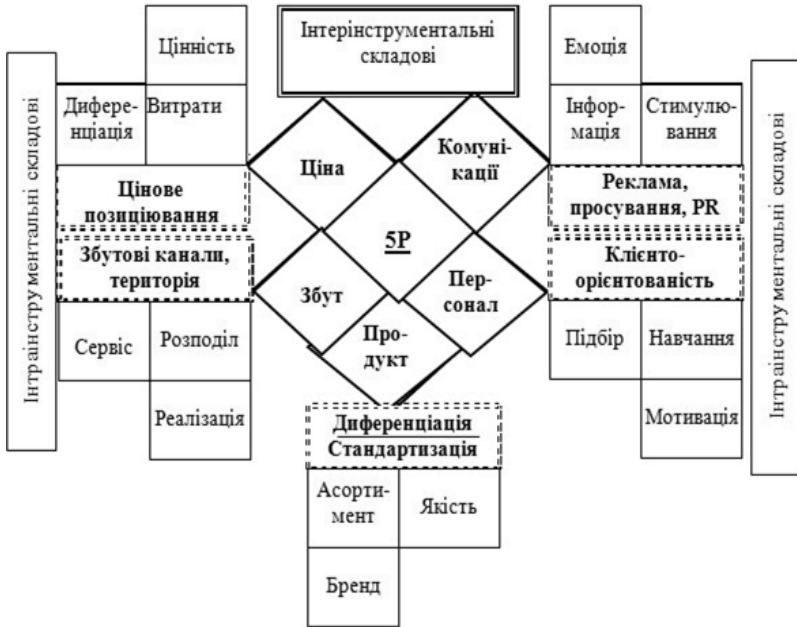 Інтерінструментальні
складові
Інтраінструментальні складові
Цінність
Диферен-
нціація
Витрати
Цінове
позиціювання
Збутові канали,
територія
Сервіс
Розподіл
Реалізація
Ціна
Комуні-
кації
5P
Збут
Пер-
сонал
Про-
дукт
Диференціація
Стандартизація
Асорти-
мент
Якість
Бренд
Емоція
Інфор-
мація
Стимулю-
вання
Реклама,
просування, PR
Клієнто-
орієнтованість
Підбір
Навчання
Мотивація
Інтраінструментальні складові